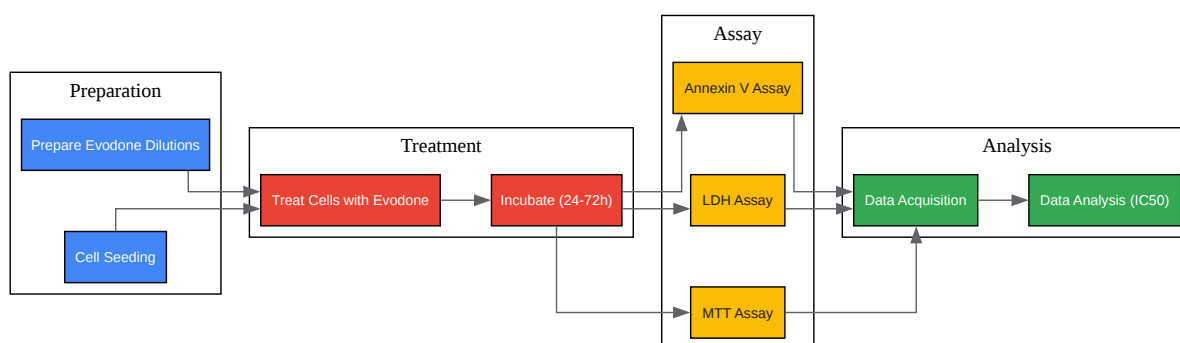 Preparation
Prepare Evodone Dilutions
Cell Seeding
Treatment
Treat Cells with Evodone
Incubate (24-72h)
Assay
Annexin V Assay
LDH Assay
MTT Assay
Analysis
Data Acquisition
Data Analysis (IC50)